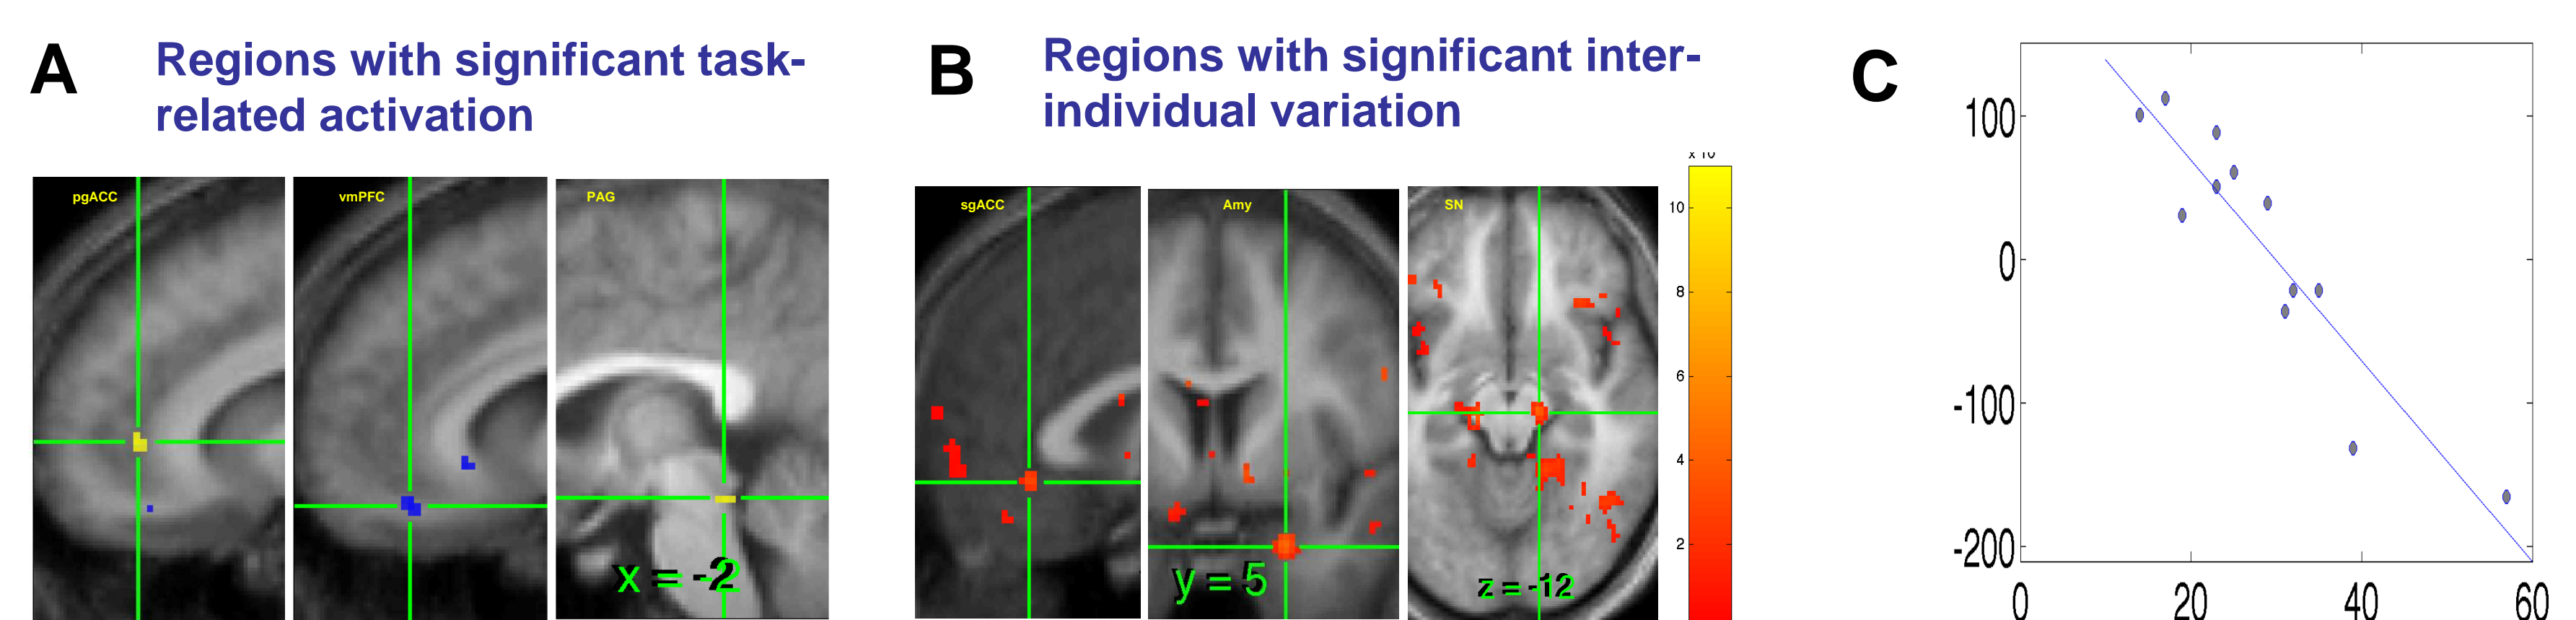 A
Regions with significant task-
related activation
pgACC
vmPFC
PAG
x = -2
B
Regions with significant inter-
individual variation
sgACC
Amy
SN
y = 5
z = -12
10
8
6
4
2
C
100
0
-100
-200
0
20
40
60